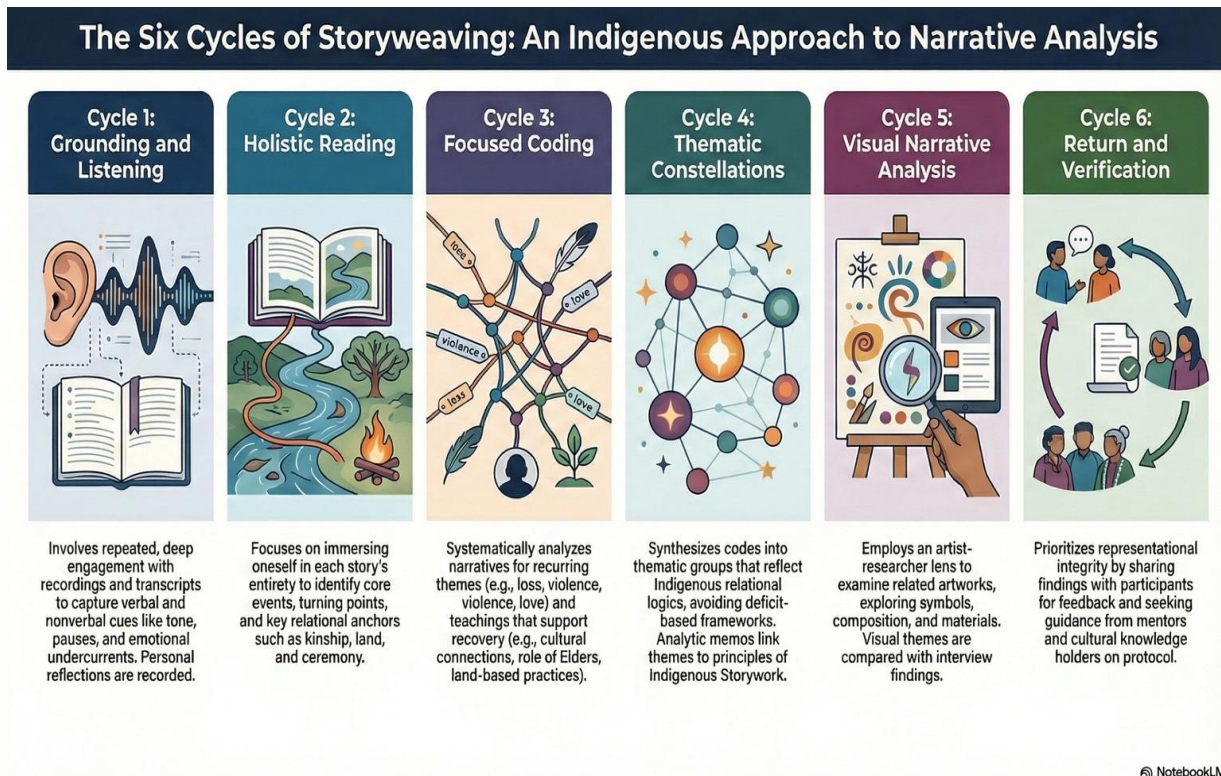 The Six Cycles of Storyweaving: An Indigenous Approach to Narrative Analysis
Cycle 1:
Grounding and
Listening
Involves repeated, deep
engagement with
recordings and transcripts
to capture verbal and
nonverbal cues like tone,
pauses, and emotional
undercurrents. Personal
reflections are recorded.
Cycle 2:
Holistic Reading
Focuses on immersing
oneself in each story's
entirety to identify core
events, turning points,
and key relational anchors
such as kinship, land,
and ceremony.
Cycle 3:
Focused Coding
love
violance
loss
love
Systematically analyzes
narratives for recurring
themes (e.g., loss, violence,
violence, love) and
teachings that support
recovery (e.g., cultural
connections, role of Elders,
land-based practices).
Cycle 4:
Thematic
Constellations
Synthesizes codes into
thematic groups that reflect
Indigenous relational
logics, avoiding deficit-
based frameworks.
Analytic memos link
themes to principles of
Indigenous Storywork.
Cycle 5:
Visual Narrative
Analysis
Employs an artist-
researcher lens to
examine related artworks,
exploring symbols,
composition, and materials.
Visual themes are
compared with interview
findings.
Cycle 6:
Return and
Verification
Prioritizes representational
integrity by sharing
findings with participants
for feedback and seeking
guidance from mentors
and cultural knowledge
holders on protocol.
NotebookLM